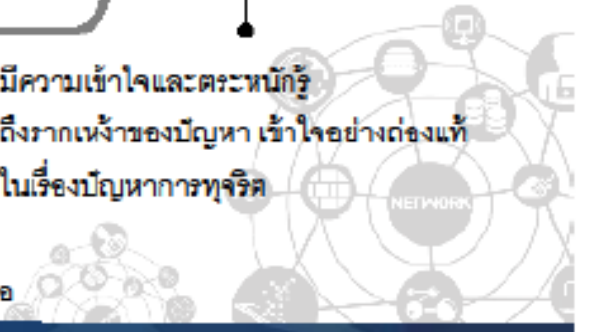 มีความเข้าใจและตระหนักรู้
ถึงรากเหง้าของปัญหา เข้าใจอย่างถ่องแท้
ในเรื่องปัญหาการทุจริต
NETWORK
อ